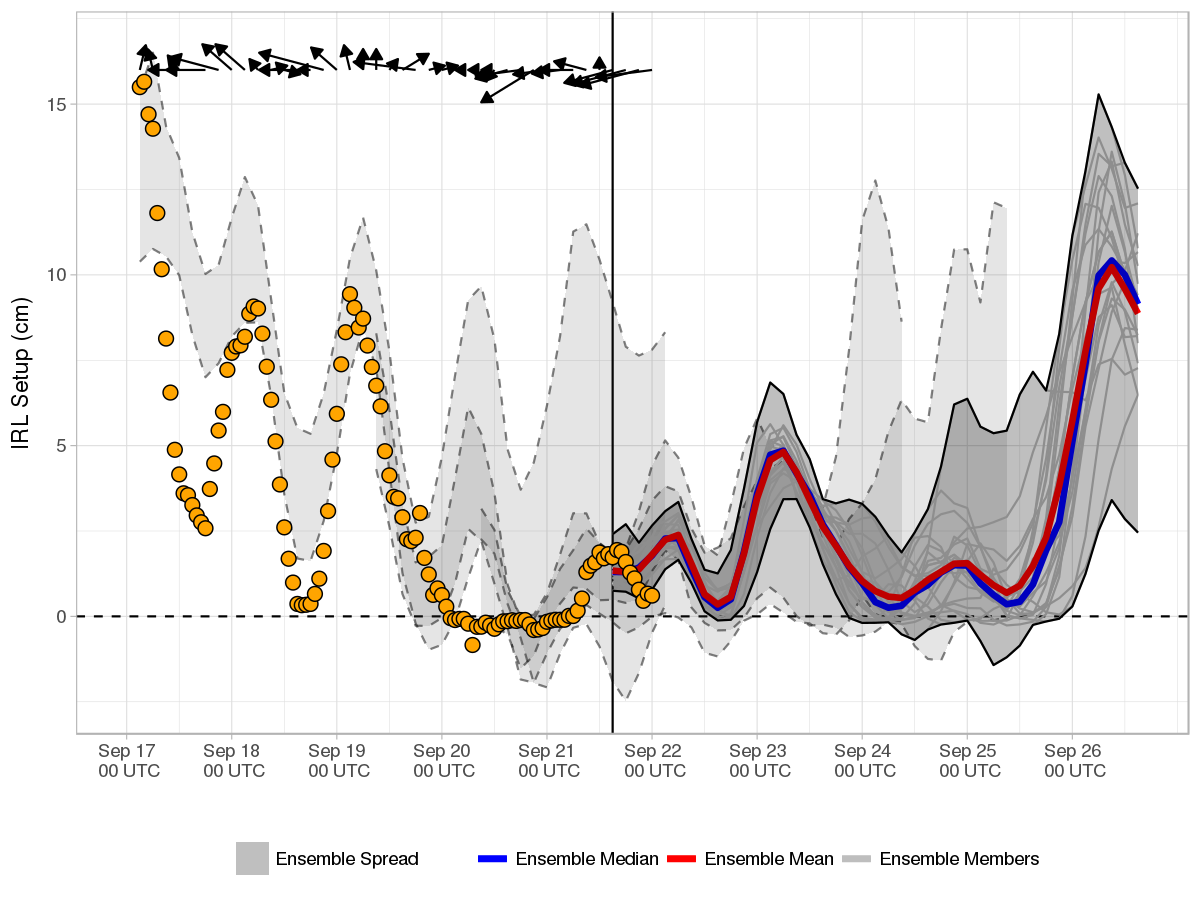 IRL Setup (cm)
15
10
5
0
Sep 17 Sep 18 Sep 19 Sep 20 Sep 21 Sep 22 Sep 23 Sep 24 Sep 25 Sep 26
00 UTC 00 UTC 00 UTC 00 UTC 00 UTC 00 UTC 00 UTC 00 UTC 00 UTC 00 UTC
Ensemble Spread Ensemble Median Ensemble Mean Ensemble Members